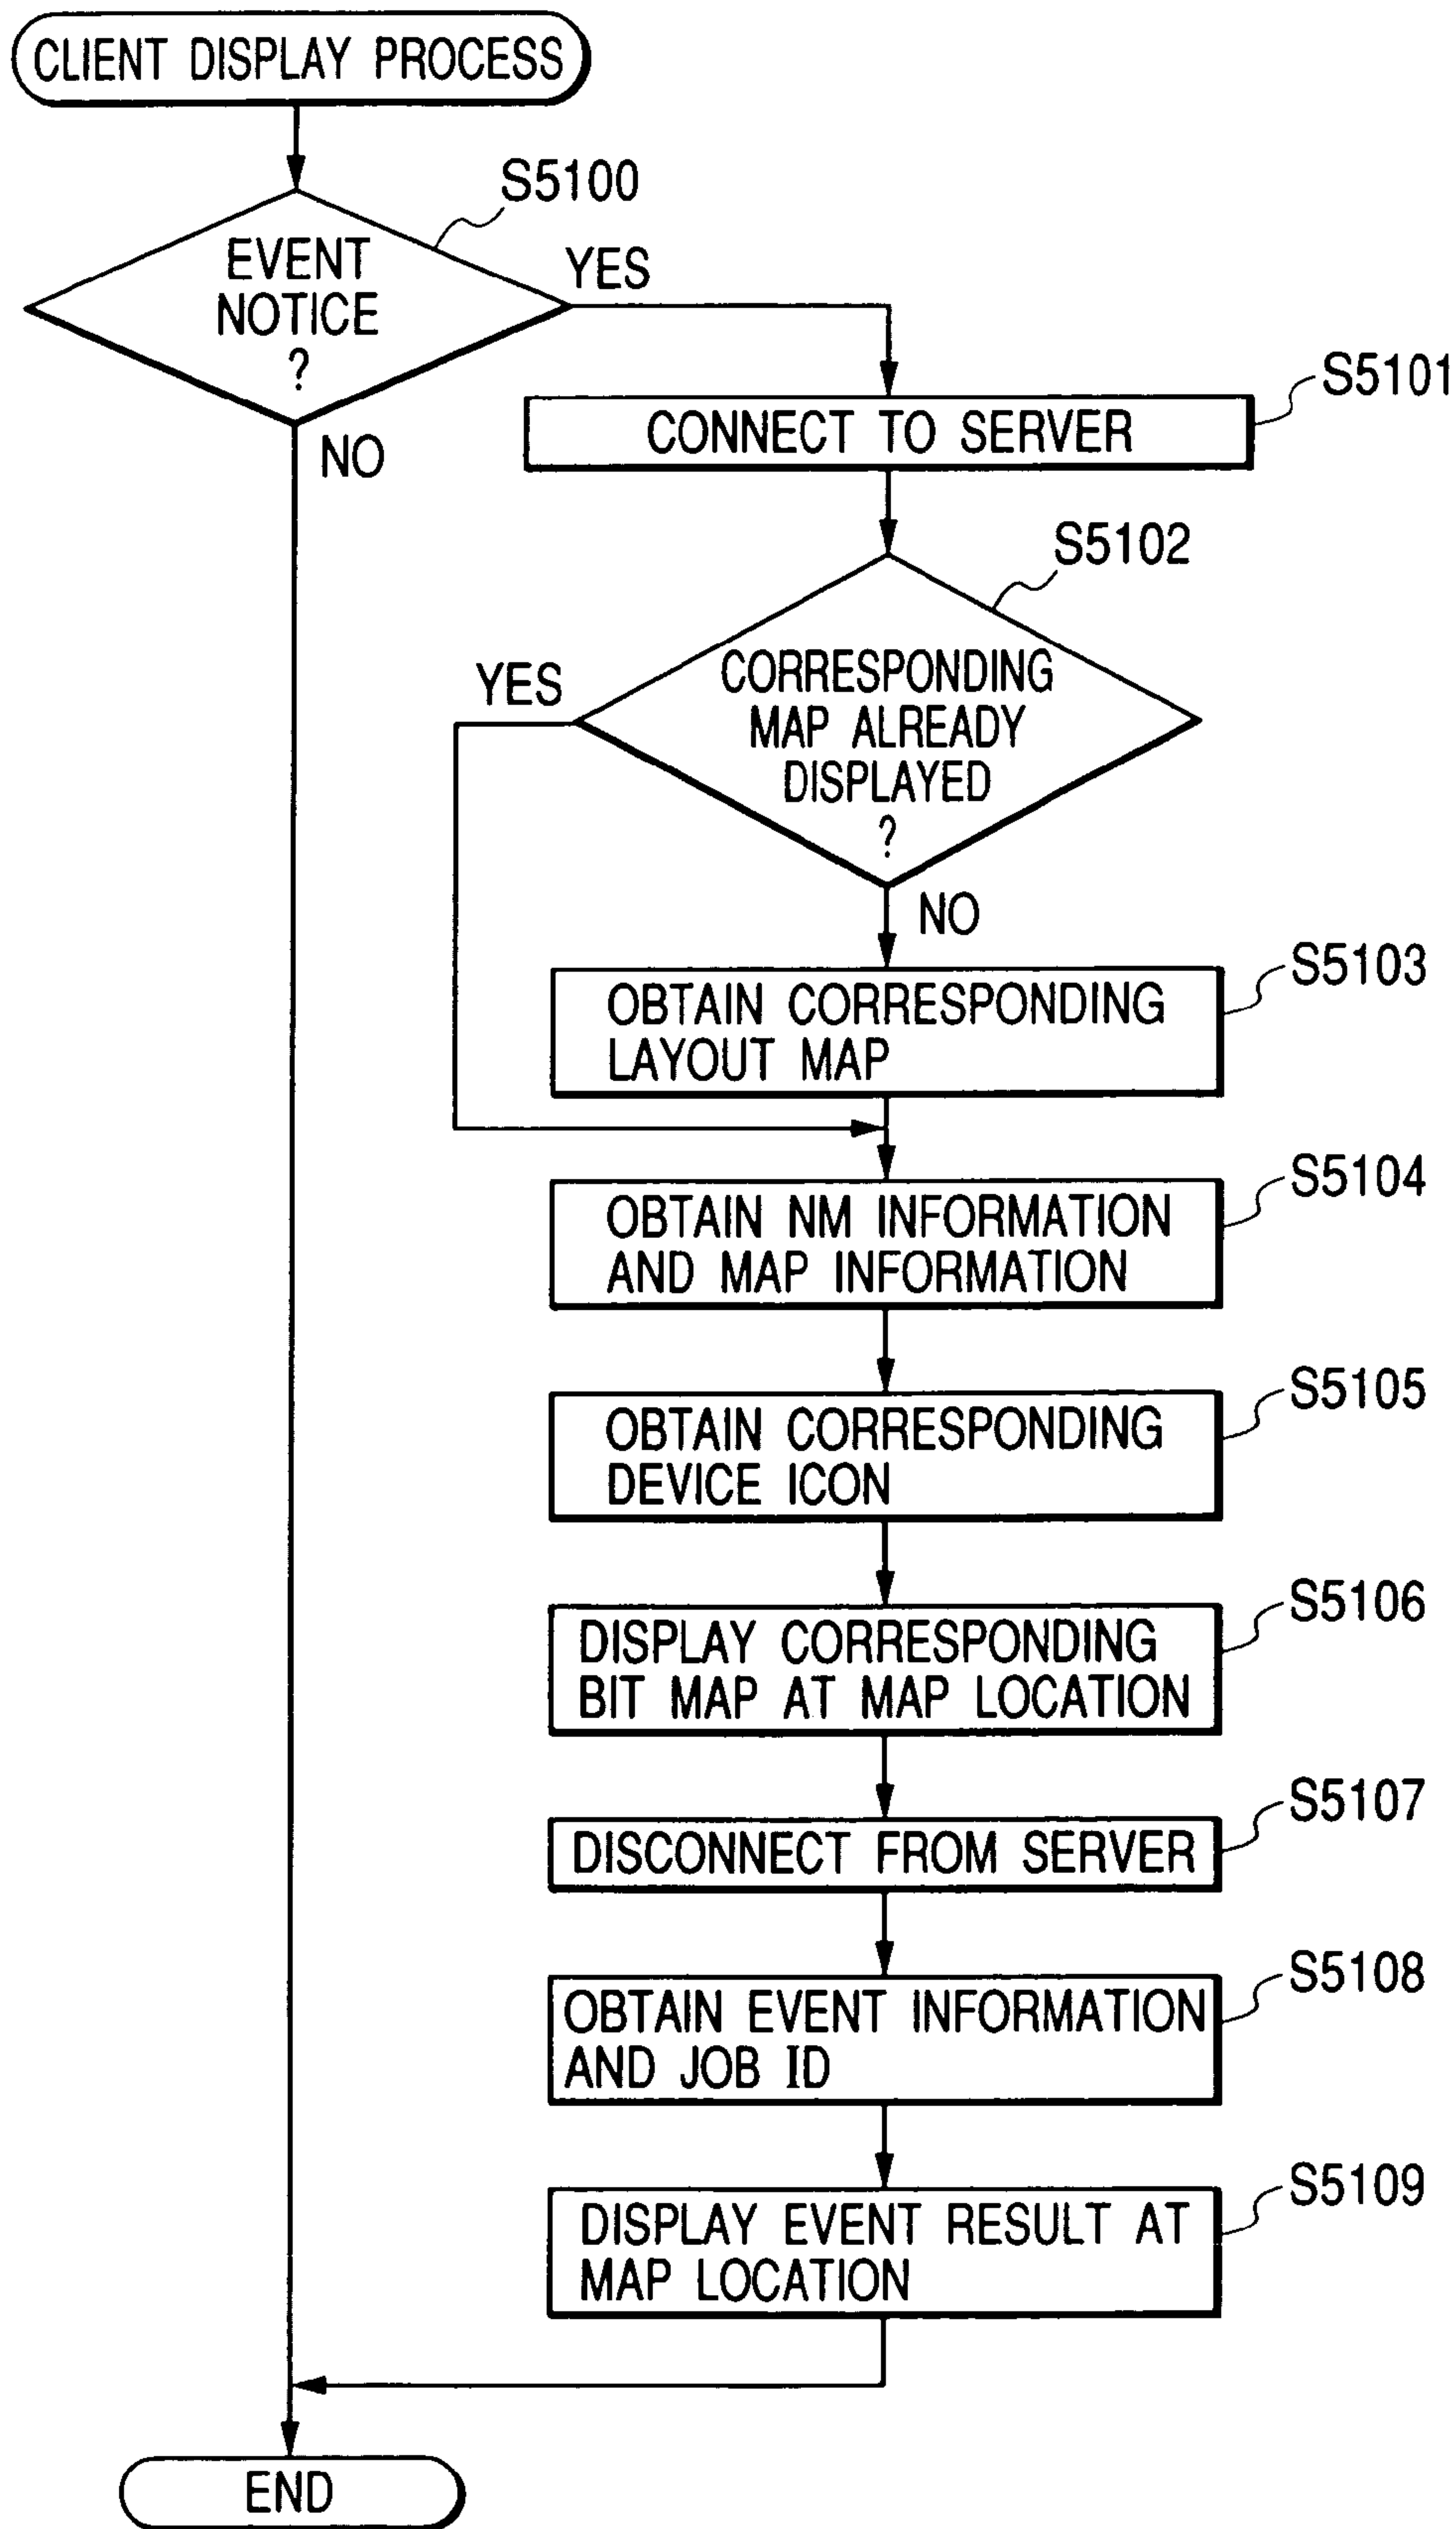 CLIENT DISPLAY PROCESS
S5100
EVENT
NOTICE
?
YES
NO
S5101
CONNECT TO SERVER
S5102
CORRESPONDING
MAP ALREADY
DISPLAYED
?
YES
NO
S5103
OBTAIN CORRESPONDING
LAYOUT MAP
S5104
OBTAIN NM INFORMATION
AND MAP INFORMATION
S5105
OBTAIN CORRESPONDING
DEVICE ICON
S5106
DISPLAY CORRESPONDING
BIT MAP AT MAP LOCATION
S5107
DISCONNECT FROM SERVER
S5108
OBTAIN EVENT INFORMATION
AND JOB ID
S5109
DISPLAY EVENT RESULT AT
MAP LOCATION
END